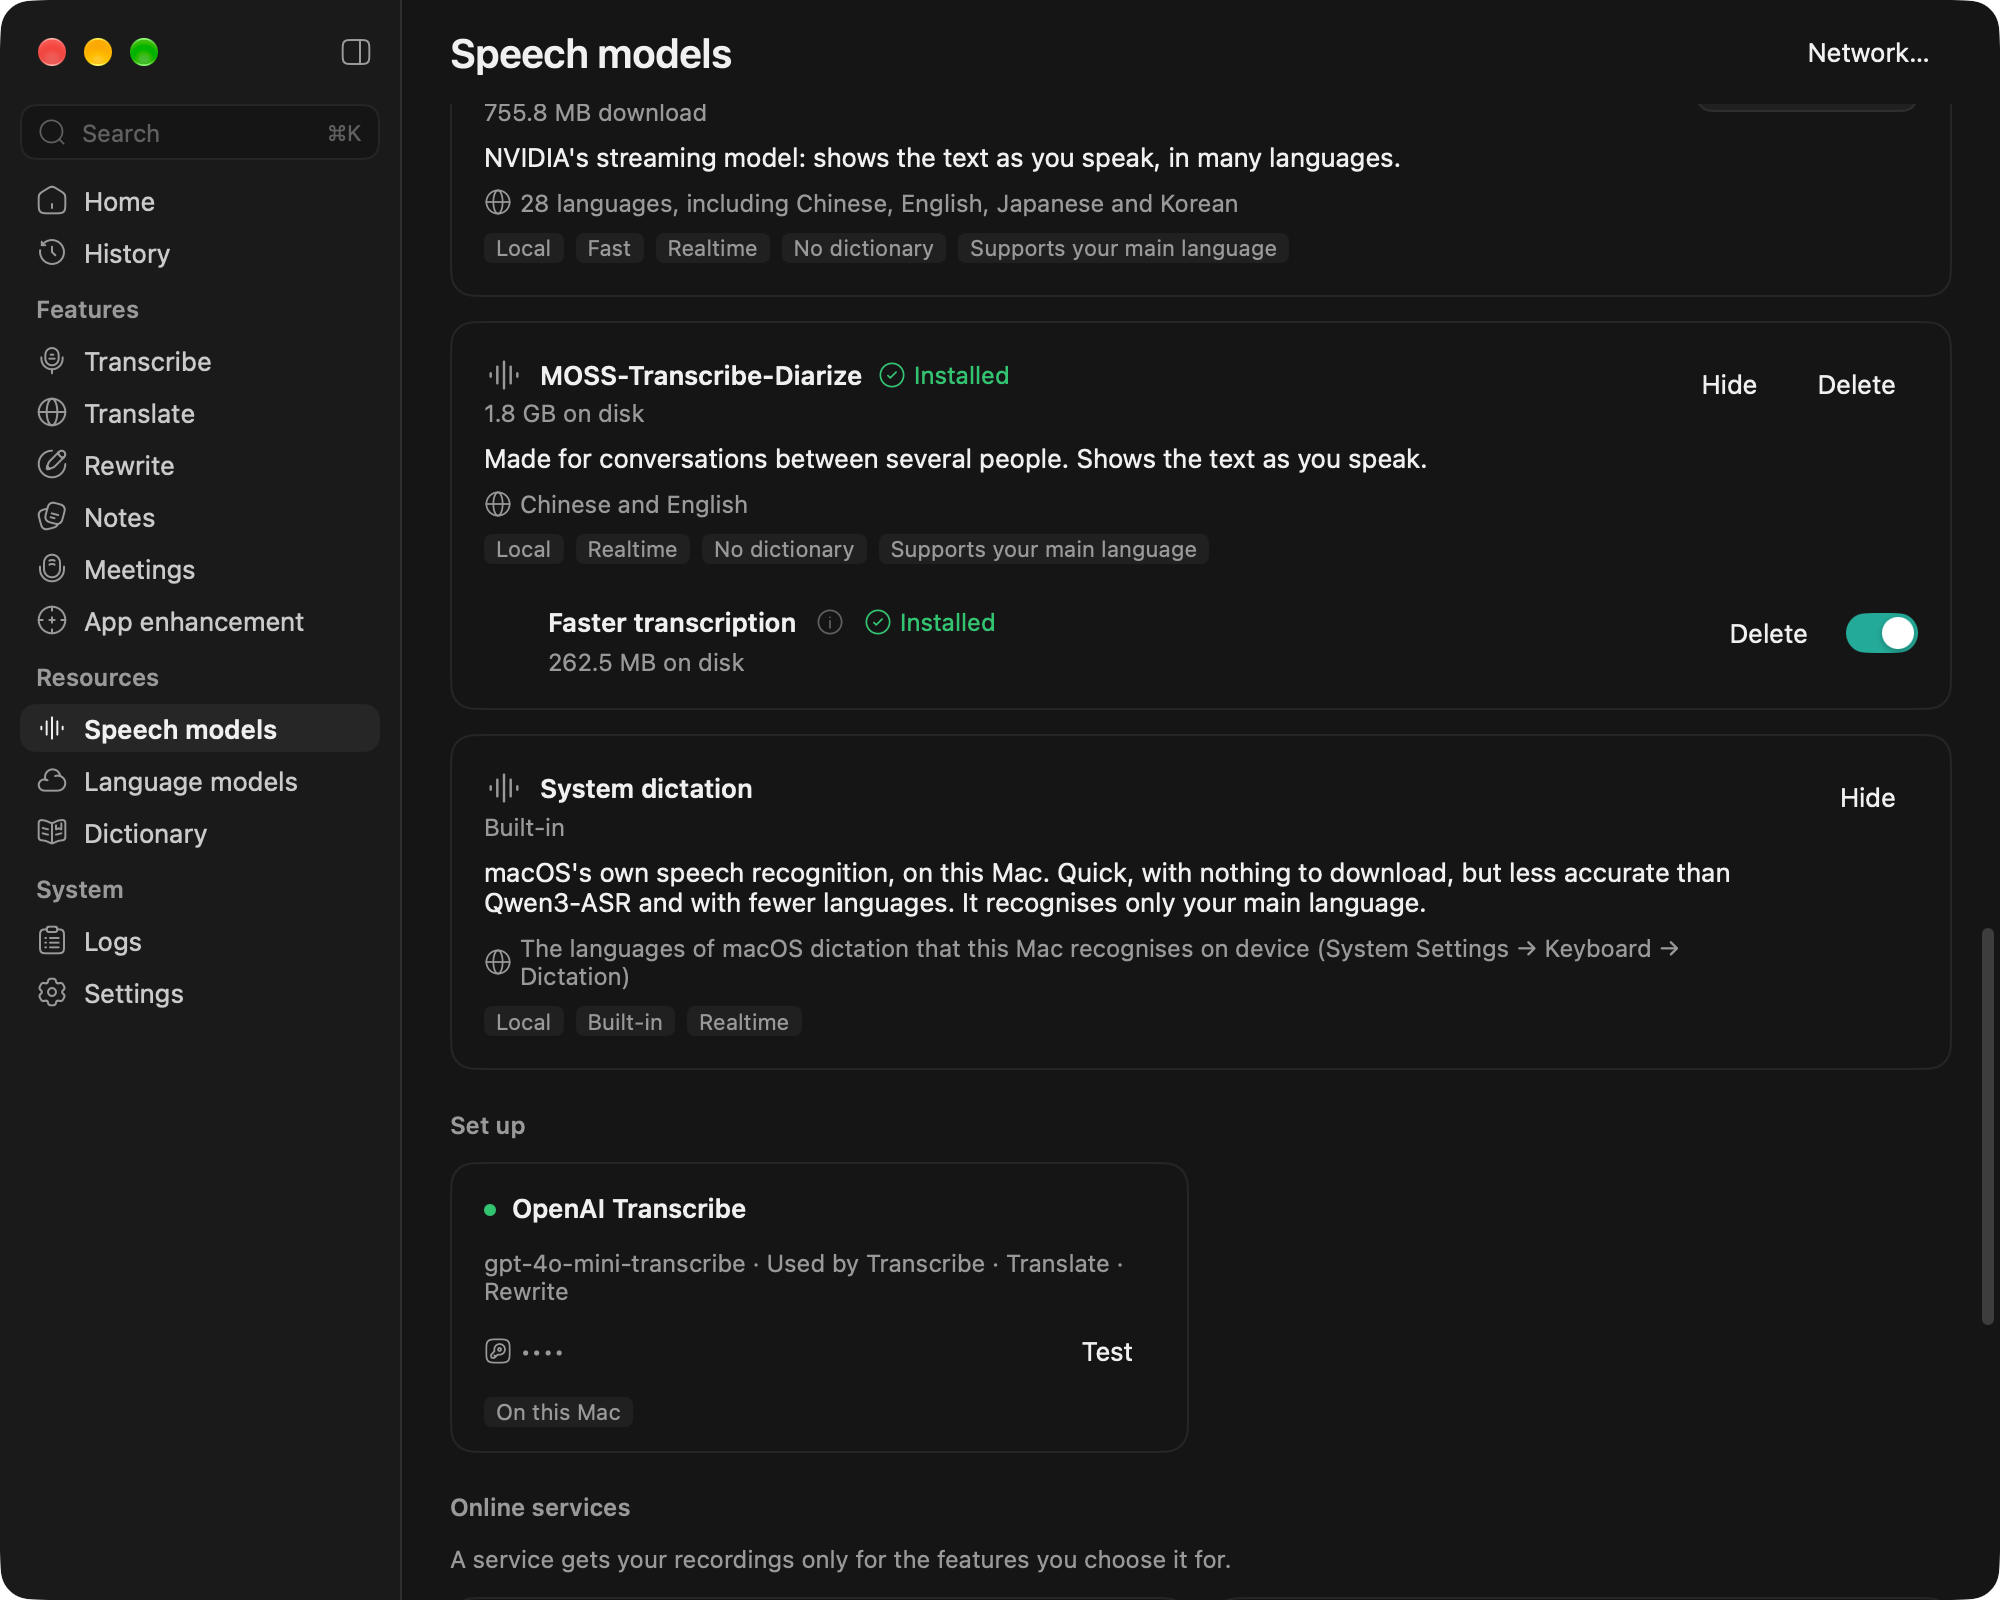 Speech models
Network...
Search
⌘K
Home
History
Features
Transcribe
Translate
Rewrite
Notes
Meetings
App enhancement
Resources
Speech models
Language models
Dictionary
System
Logs
Settings
755.8 MB download
NVIDIA's streaming model: shows the text as you speak, in many languages.
28 languages, including Chinese, English, Japanese and Korean
Local
Fast
Realtime
No dictionary
Supports your main language
MOSS-Transcribe-Diarize
Installed
Hide
Delete
1.8 GB on disk
Made for conversations between several people. Shows the text as you speak.
Chinese and English
Local
Realtime
No dictionary
Supports your main language
Faster transcription
Installed
262.5 MB on disk
Delete
System dictation
Hide
Built-in
macOS's own speech recognition, on this Mac. Quick, with nothing to download, but less accurate than
Qwen3-ASR and with fewer languages. It recognises only your main language.
The languages of macOS dictation that this Mac recognises on device (System Settings → Keyboard →
Dictation)
Local
Built-in
Realtime
Set up
OpenAI Transcribe
gpt-4o-mini-transcribe · Used by Transcribe · Translate ·
Rewrite
••••
Test
On this Mac
Online services
A service gets your recordings only for the features you choose it for.